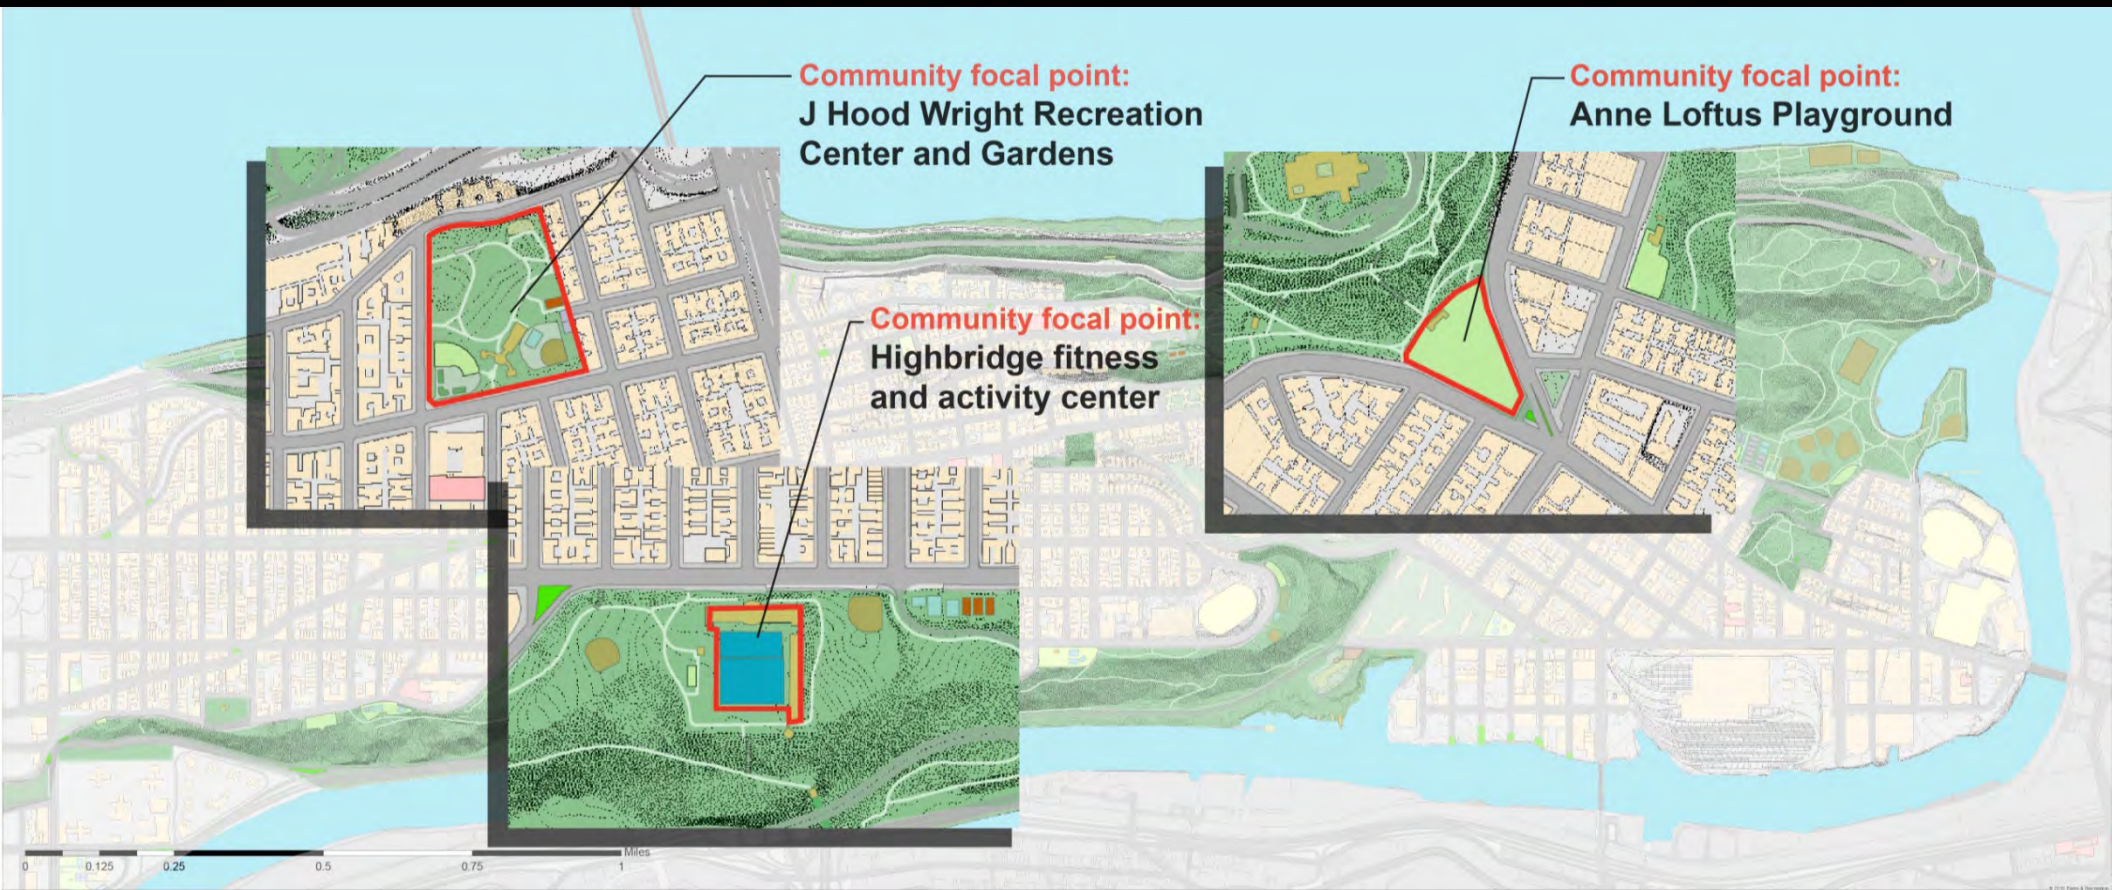 Community focal point:
J Hood Wright Recreation
Center and Gardens
Community focal point:
Anne Loftus Playground
Community focal point:
Highbridge fitness
and activity center
Miles
0 0.125 0.25 0.5 0.75 1